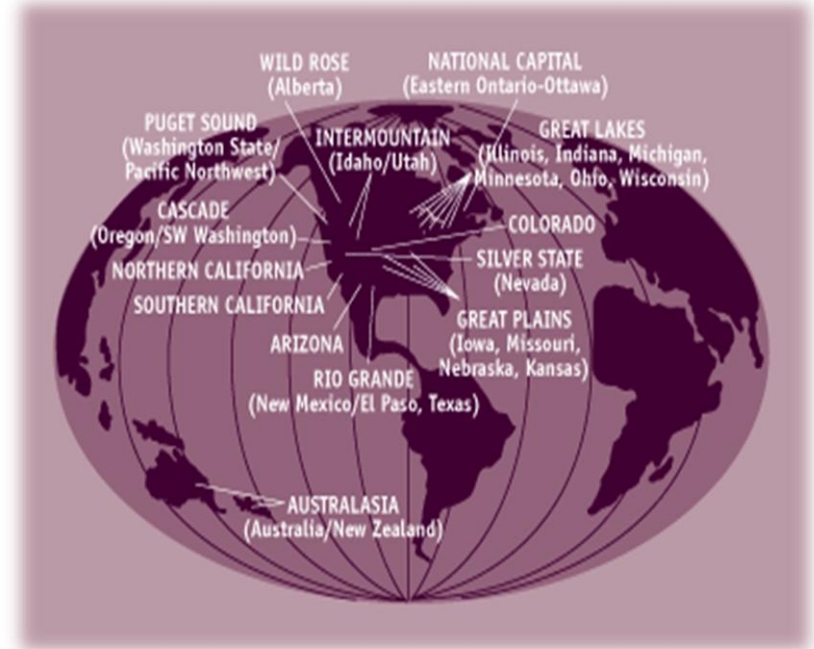 WILD ROSE
(Alberta)
NATIONAL CAPITAL
(Eastern Ontario-Ottawa)
PUGET SOUND
(Washington State/
Pacific Northwest)
INTERMOUNTAIN
(Idaho/Utah)
GREAT LAKES
(Illinois, Indiana, Michigan,
Minnesota, Ohio, Wisconsin)
CASCADE
(Oregon/SW Washington)
COLORADO
NORTHERN CALIFORNIA
SILVER STATE
(Nevada)
SOUTHERN CALIFORNIA
GREAT PLAINS
(Iowa, Missouri,
Nebraska, Kansas)
ARIZONA
RIO GRANDE
(New Mexico/El Paso, Texas)
AUSTRALASIA
(Australia/New Zealand)